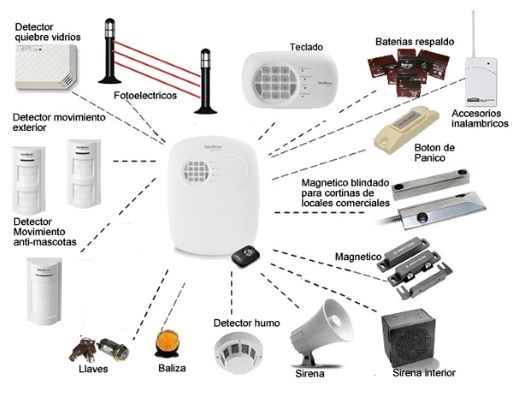 Detector
quiebre vidrios
Fotoelectricos
Teclado
Baterias respaldo
Accesorios
inalambricos
Detector movimiento
exterior
Boton de
Panico
Magnetico blindado
para cortinas de
locales comerciales
Detector
Movimiento
anti-mascotas
Magnetico
Llaves
Baliza
Detector humo
Sirena
Sirena interior